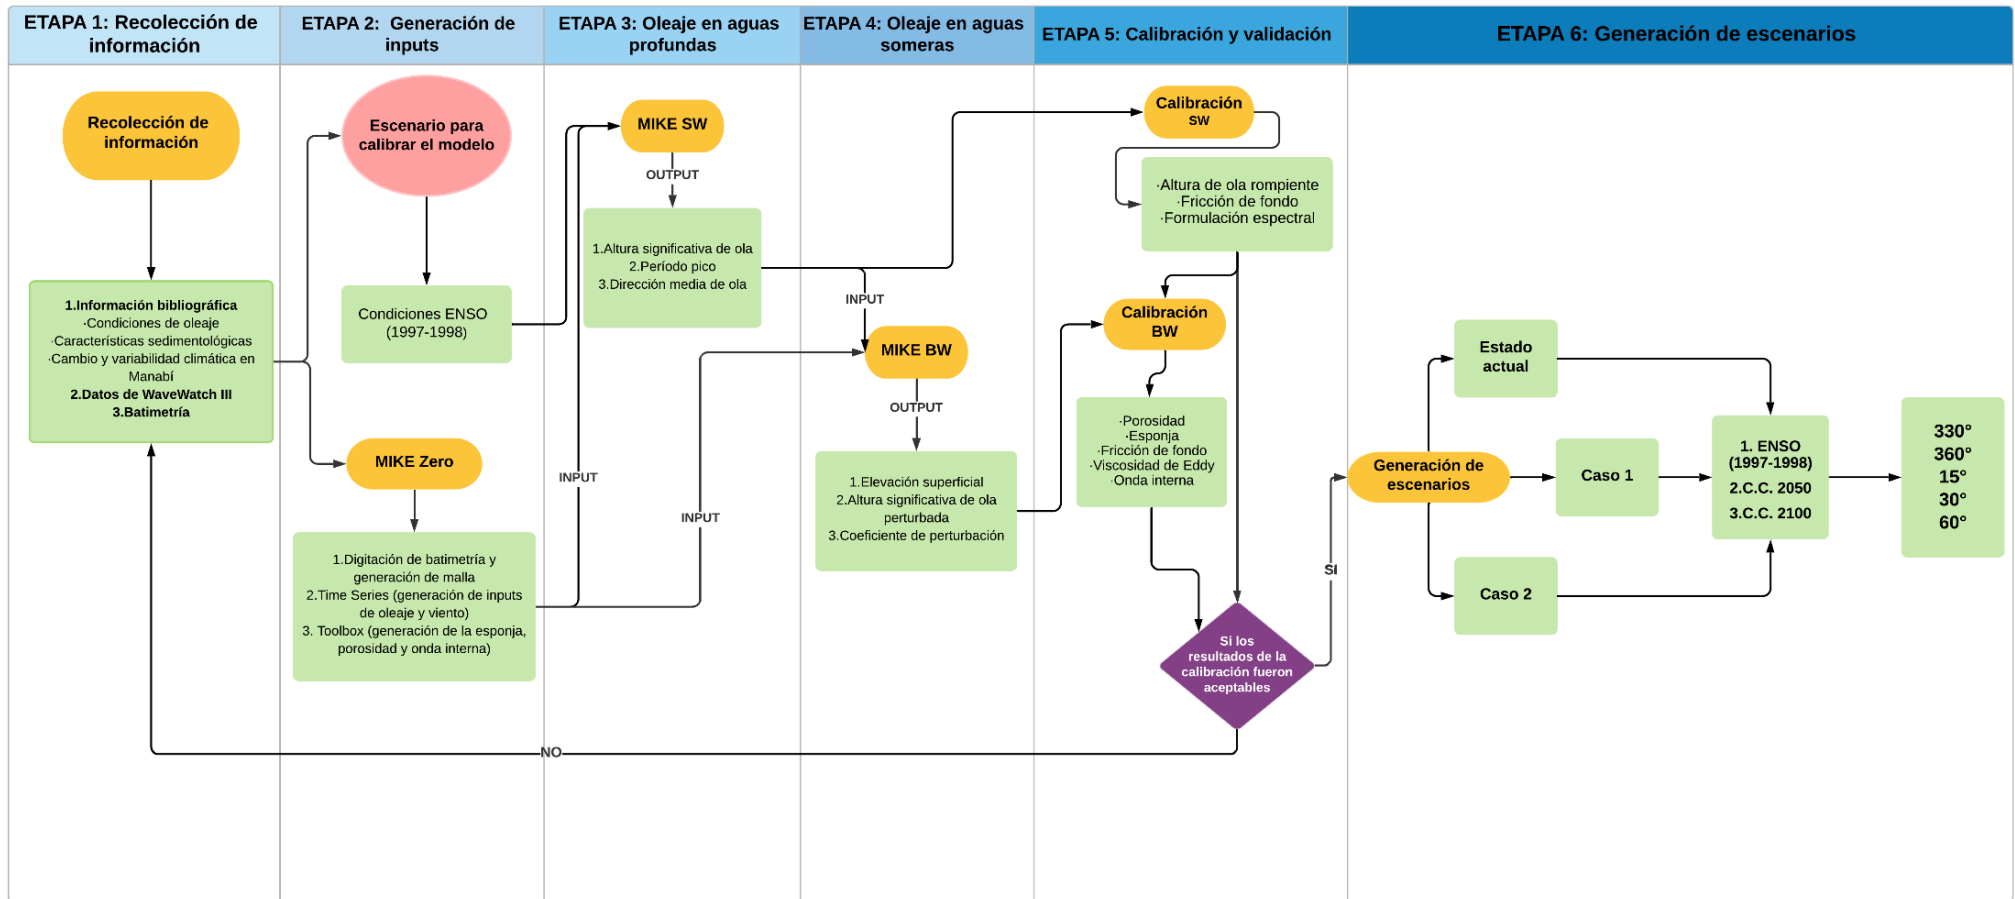 ETAPA 1: Recolección de
información
ETAPA 2:  Generación de
inputs
ETAPA 3: Oleaje en aguas
profundas
ETAPA 4: Oleaje en aguas
someras
ETAPA 5: Calibración y validación
ETAPA 6: Generación de escenarios
Recolección de
información
1.Información bibliográfica
·Condiciones de oleaje
·Características sedimentológicas
·Cambio y variabilidad climática en
Manabí
2.Datos de WaveWatch III
3.Batimetría
Escenario para
calibrar el modelo
Condiciones ENSO
(1997-1998)
MIKE Zero
1.Digitación de batimetría y
generación de malla
2.Time Series (generación de inputs
de oleaje y viento)
3. Toolbox (generación de la esponja,
porosidad y onda interna)
MIKE SW
OUTPUT
1.Altura significativa de ola
2.Período pico
3.Dirección media de ola
INPUT
INPUT
INPUT
MIKE BW
OUTPUT
1.Elevación superficial
2.Altura significativa de ola
perturbada
3.Coeficiente de perturbación
Calibración
SW
·Altura de ola rompiente
·Fricción de fondo
·Formulación espectral
Calibración
BW
·Porosidad
·Esponja
·Fricción de fondo
·Viscosidad de Eddy
·Onda interna
Si los
resultados de la
calibración fueron
aceptables
NO
SI
Generación de
escenarios
Estado
actual
Caso 1
Caso 2
1. ENSO
(1997-1998)
2.C.C. 2050
3.C.C. 2100
330°
360°
15°
30°
60°